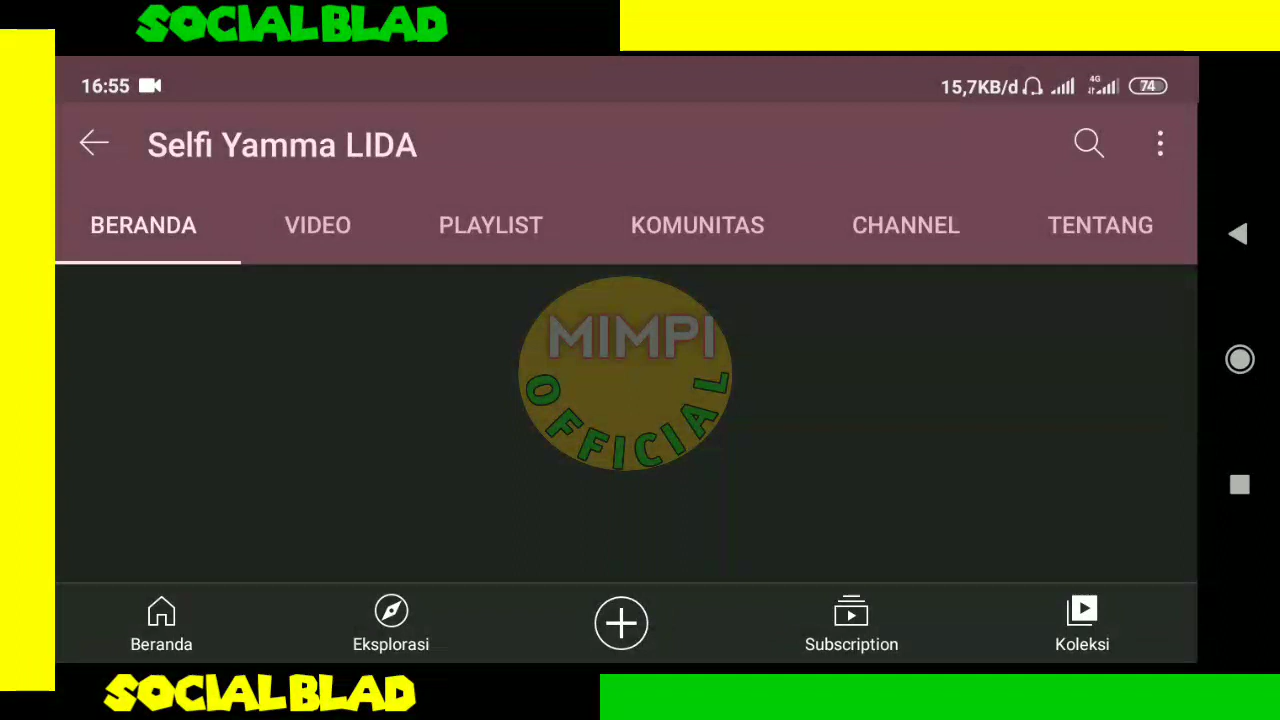 SOCIALBLAD
16:55 15,7KB/d 4G 74
Selfi Yamma LIDA
BERANDA VIDEO PLAYLIST KOMUNITAS CHANNEL TENTANG
MIMPI
OFFICIAL
Beranda Eksplorasi Subscription Koleksi
SOCIALBLAD